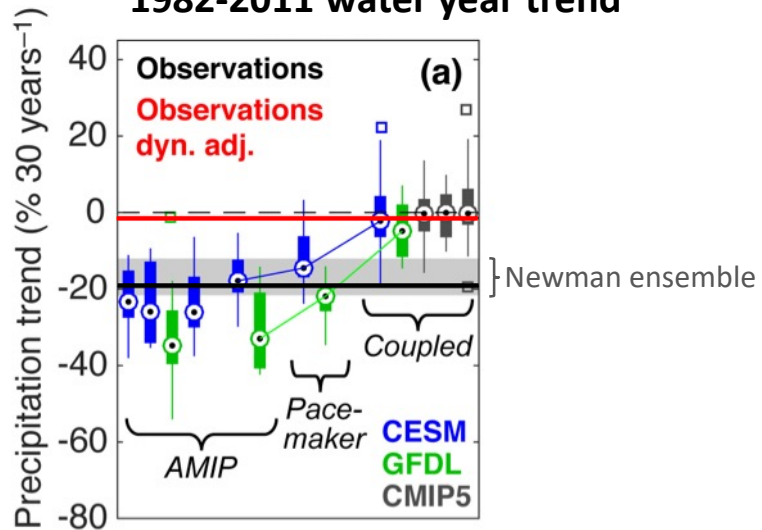 1982-2011 water year trend
Precipitation trend (% 30 years⁻¹)
40
20
0
-20
-40
-60
-80
Observations
(a)
Observations
dyn. adj.
Newman ensemble
Coupled
Pace-
maker
AMIP
CESM
GFDL
CMIP5